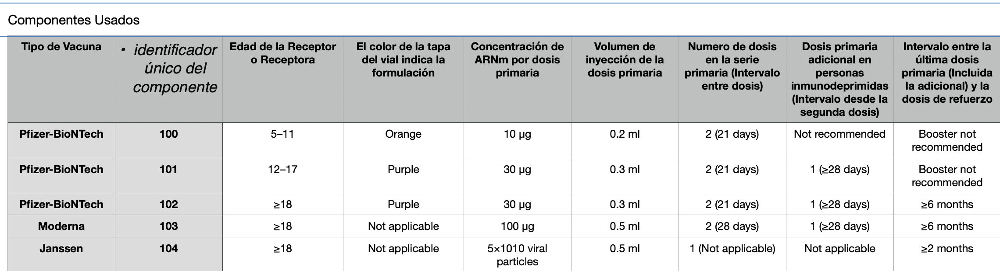 Componentes Usados
Tipo de Vacuna
• identificador
único del
componente
Edad de la Receptor
o Receptora
El color de la tapa
del vial indica la
formulación
Concentración de
ARNm por dosis
primaria
Volumen de
inyección de la
dosis primaria
Numero de dosis
en la serie
primaria (Intervalo
entre dosis)
Dosis primaria
adicional en
personas
inmunodeprimidas
(Intervalo desde la
segunda dosis)
Intervalo entre la
última dosis
primaria (Incluida
la adicional) y la
dosis de refuerzo
Pfizer-BioNTech
100
5–11
Orange
10 µg
0.2 ml
2 (21 days)
Not recommended
Booster not
recommended
Pfizer-BioNTech
101
12–17
Purple
30 µg
0.3 ml
2 (21 days)
1 (≥28 days)
Booster not
recommended
Pfizer-BioNTech
102
≥18
Purple
30 µg
0.3 ml
2 (21 days)
1 (≥28 days)
≥6 months
Moderna
103
≥18
Not applicable
100 µg
0.5 ml
2 (28 days)
1 (≥28 days)
≥6 months
Janssen
104
≥18
Not applicable
5×1010 viral
particles
0.5 ml
1 (Not applicable)
Not applicable
≥2 months